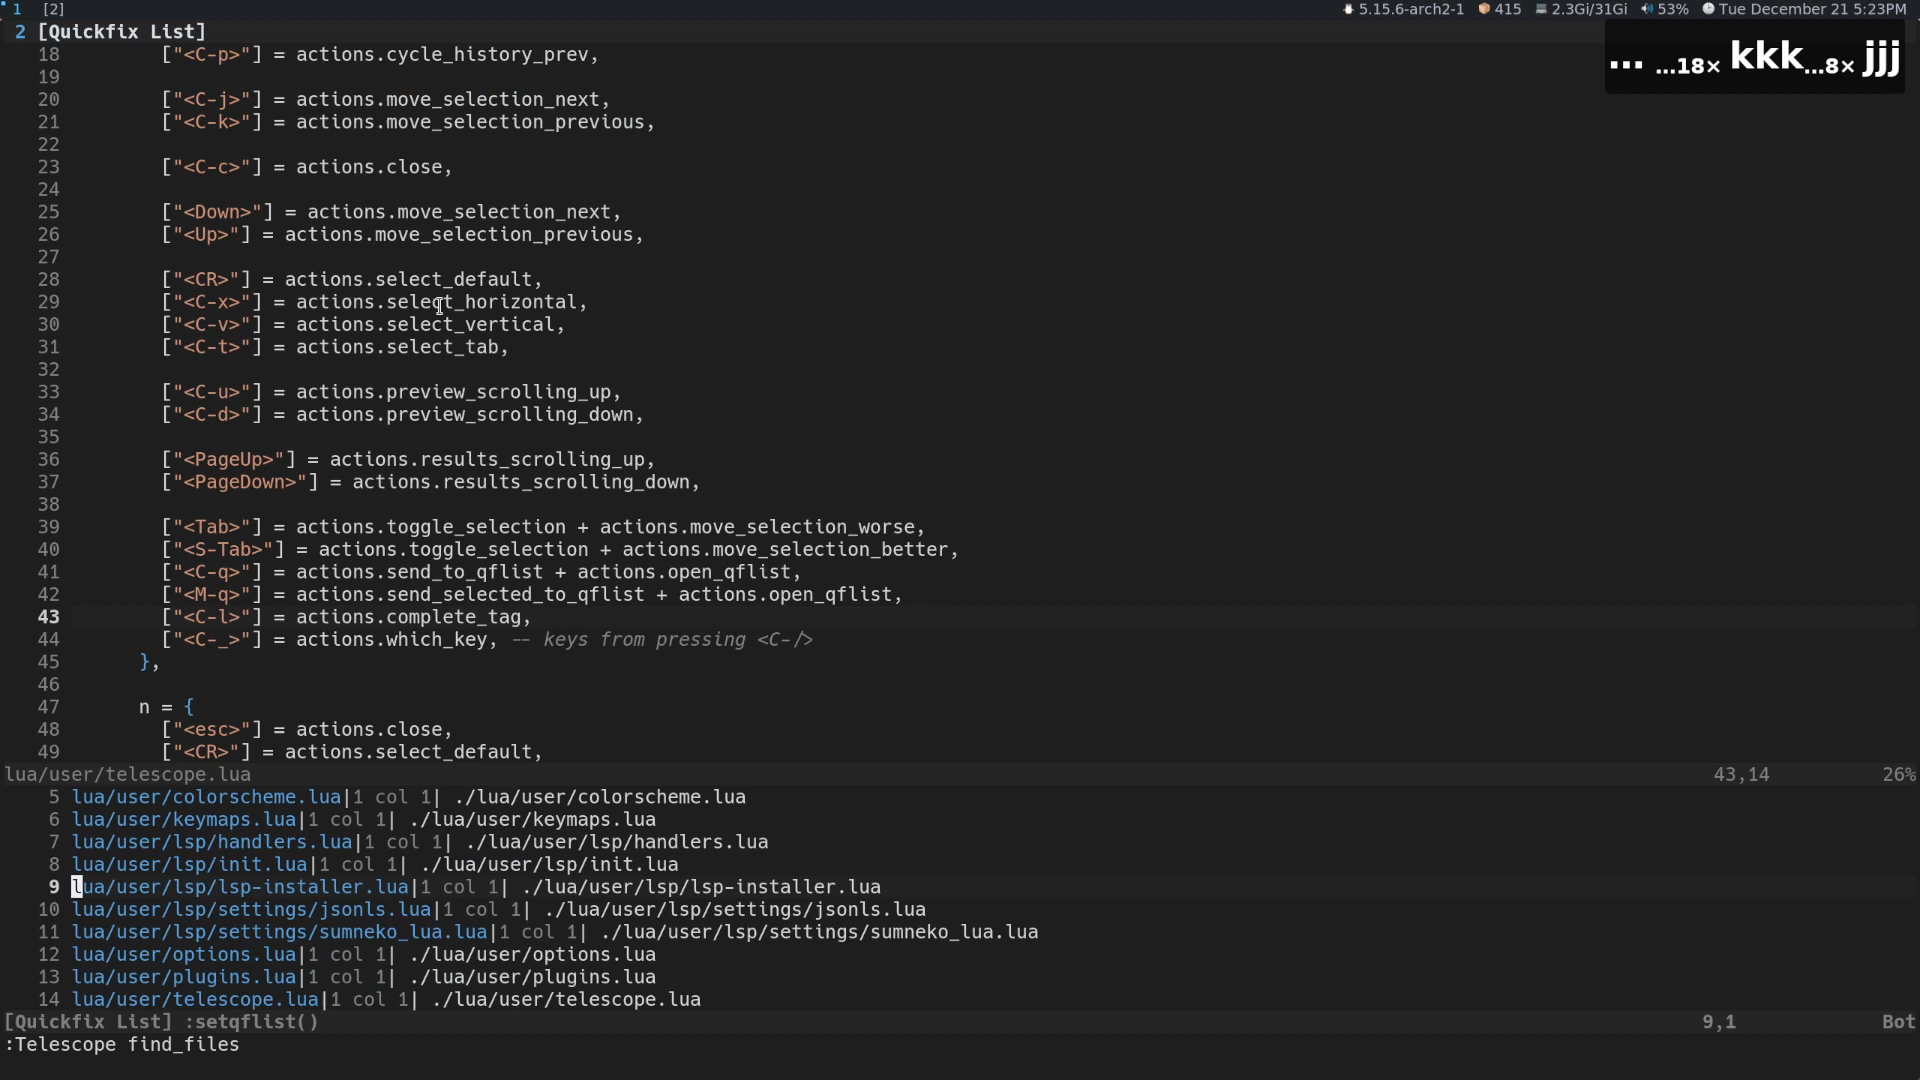 1 [2] 5.15.6-arch2-1 415 2.3Gi/31Gi 53% Tue December 21 5:23PM
2 [Quickfix List]
... ...18× kkk...8× jjj
18 ["<C-p>"] = actions.cycle_history_prev,
19
20 ["<C-j>"] = actions.move_selection_next,
21 ["<C-k>"] = actions.move_selection_previous,
22
23 ["<C-c>"] = actions.close,
24
25 ["<Down>"] = actions.move_selection_next,
26 ["<Up>"] = actions.move_selection_previous,
27
28 ["<CR>"] = actions.select_default,
29 ["<C-x>"] = actions.select_horizontal,
30 ["<C-v>"] = actions.select_vertical,
31 ["<C-t>"] = actions.select_tab,
32
33 ["<C-u>"] = actions.preview_scrolling_up,
34 ["<C-d>"] = actions.preview_scrolling_down,
35
36 ["<PageUp>"] = actions.results_scrolling_up,
37 ["<PageDown>"] = actions.results_scrolling_down,
38
39 ["<Tab>"] = actions.toggle_selection + actions.move_selection_worse,
40 ["<S-Tab>"] = actions.toggle_selection + actions.move_selection_better,
41 ["<C-q>"] = actions.send_to_qflist + actions.open_qflist,
42 ["<M-q>"] = actions.send_selected_to_qflist + actions.open_qflist,
43 ["<C-l>"] = actions.complete_tag,
44 ["<C-_>"] = actions.which_key, -- keys from pressing <C-/>
45 },
46
47 n = {
48 ["<esc>"] = actions.close,
49 ["<CR>"] = actions.select_default,
lua/user/telescope.lua 43,14 26%
5 lua/user/colorscheme.lua|1 col 1| ./lua/user/colorscheme.lua
6 lua/user/keymaps.lua|1 col 1| ./lua/user/keymaps.lua
7 lua/user/lsp/handlers.lua|1 col 1| ./lua/user/lsp/handlers.lua
8 lua/user/lsp/init.lua|1 col 1| ./lua/user/lsp/init.lua
9 lua/user/lsp/lsp-installer.lua|1 col 1| ./lua/user/lsp/lsp-installer.lua
10 lua/user/lsp/settings/jsonls.lua|1 col 1| ./lua/user/lsp/settings/jsonls.lua
11 lua/user/lsp/settings/sumneko_lua.lua|1 col 1| ./lua/user/lsp/settings/sumneko_lua.lua
12 lua/user/options.lua|1 col 1| ./lua/user/options.lua
13 lua/user/plugins.lua|1 col 1| ./lua/user/plugins.lua
14 lua/user/telescope.lua|1 col 1| ./lua/user/telescope.lua
[Quickfix List] :setqflist() 9,1 Bot
:Telescope find_files